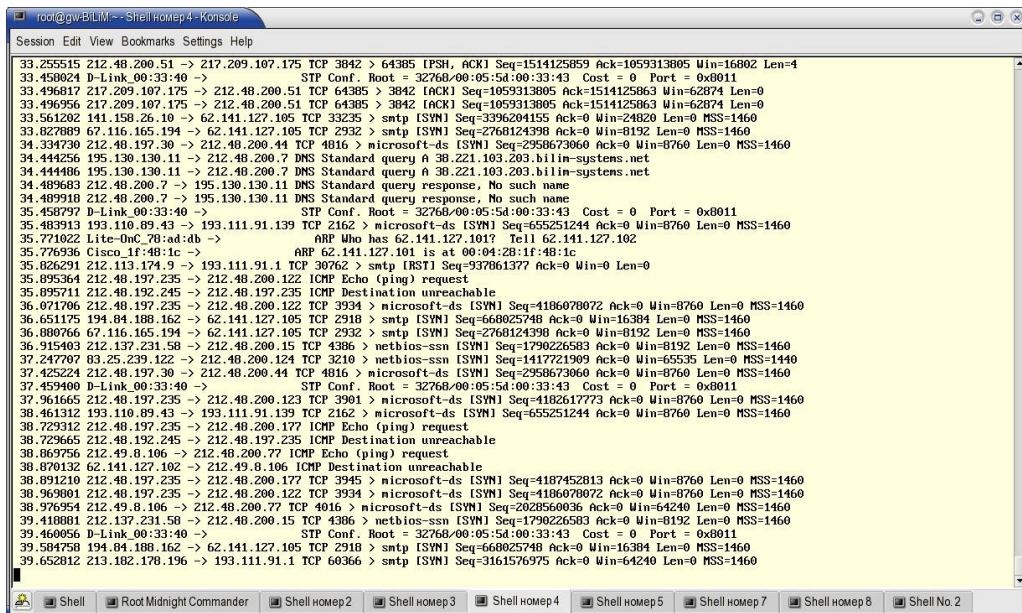 root@gw-BiLiM:~ - Shell номер 4 - Konsole
Session Edit View Bookmarks Settings Help
33.255515 212.48.200.51 -> 217.209.107.175 TCP 3842 > 64385 [PSH, ACK] Seq=1514125859 Ack=1059313805 Win=16802 Len=4
33.458024 D-Link_00:33:40 -> STP Conf. Root = 32768/00:05:5d:00:33:43 Cost = 0 Port = 0x8011
33.496817 217.209.107.175 -> 212.48.200.51 TCP 64385 > 3842 [ACK] Seq=1059313805 Ack=1514125863 Win=62874 Len=0
33.496956 217.209.107.175 -> 212.48.200.51 TCP 64385 > 3842 [ACK] Seq=1059313805 Ack=1514125863 Win=62874 Len=0
33.561202 141.158.26.10 -> 62.141.127.105 TCP 33235 > smtp [SYN] Seq=3396204155 Ack=0 Win=24820 Len=0 MSS=1460
33.827889 67.116.165.194 -> 62.141.127.105 TCP 2932 > smtp [SYN] Seq=2768124398 Ack=0 Win=8192 Len=0 MSS=1460
34.334730 212.48.197.30 -> 212.48.200.44 TCP 4816 > microsoft-ds [SYN] Seq=2958673060 Ack=0 Win=8760 Len=0 MSS=1460
34.444256 195.130.130.11 -> 212.48.200.7 DNS Standard query A 38.221.103.203.bilim-systems.net
34.444486 195.130.130.11 -> 212.48.200.7 DNS Standard query A 38.221.103.203.bilim-systems.net
34.489683 212.48.200.7 -> 195.130.130.11 DNS Standard query response, No such name
34.489918 212.48.200.7 -> 195.130.130.11 DNS Standard query response, No such name
35.458797 D-Link_00:33:40 -> STP Conf. Root = 32768/00:05:5d:00:33:43 Cost = 0 Port = 0x8011
35.483913 193.110.89.43 -> 193.111.91.139 TCP 2162 > microsoft-ds [SYN] Seq=655251244 Ack=0 Win=8760 Len=0 MSS=1460
35.771022 Lite-OnC_78:ad:db -> ARP Who has 62.141.127.101? Tell 62.141.127.102
35.776936 Cisco_1f:48:1c -> ARP 62.141.127.101 is at 00:04:28:1f:48:1c
35.826291 212.113.174.9 -> 193.111.91.1 TCP 30762 > smtp [RST] Seq=937861377 Ack=0 Win=0 Len=0
35.895364 212.48.197.235 -> 212.48.200.122 ICMP Echo (ping) request
35.895711 212.48.192.245 -> 212.48.197.235 ICMP Destination unreachable
36.071706 212.48.197.235 -> 212.48.200.122 TCP 3934 > microsoft-ds [SYN] Seq=4186078072 Ack=0 Win=8760 Len=0 MSS=1460
36.651175 194.84.188.162 -> 62.141.127.105 TCP 2918 > smtp [SYN] Seq=668025748 Ack=0 Win=16384 Len=0 MSS=1460
36.880766 67.116.165.194 -> 62.141.127.105 TCP 2932 > smtp [SYN] Seq=2768124398 Ack=0 Win=8192 Len=0 MSS=1460
36.915403 212.137.231.58 -> 212.48.200.15 TCP 4386 > netbios-ssn [SYN] Seq=1790226583 Ack=0 Win=8192 Len=0 MSS=1460
37.247707 83.25.239.122 -> 212.48.200.124 TCP 3210 > microsoft-ds [SYN] Seq=1417721909 Ack=0 Win=65535 Len=0 MSS=1440
37.425224 212.48.197.30 -> 212.48.200.44 TCP 4816 > microsoft-ds [SYN] Seq=2958673060 Ack=0 Win=8760 Len=0 MSS=1460
37.459400 D-Link_00:33:40 -> STP Conf. Root = 32768/00:05:5d:00:33:43 Cost = 0 Port = 0x8011
37.961665 212.48.197.235 -> 212.48.200.123 TCP 3901 > microsoft-ds [SYN] Seq=4182617773 Ack=0 Win=8760 Len=0 MSS=1460
38.461312 193.110.89.43 -> 193.111.91.139 TCP 2162 > microsoft-ds [SYN] Seq=655251244 Ack=0 Win=8760 Len=0 MSS=1460
38.729312 212.48.197.235 -> 212.48.200.177 ICMP Echo (ping) request
38.729665 212.48.192.245 -> 212.48.197.235 ICMP Destination unreachable
38.869756 212.49.8.106 -> 212.48.200.77 ICMP Echo (ping) request
38.870132 62.141.127.102 -> 212.49.8.106 ICMP Destination unreachable
38.891210 212.48.197.235 -> 212.48.200.177 TCP 3945 > microsoft-ds [SYN] Seq=4187452813 Ack=0 Win=8760 Len=0 MSS=1460
38.969801 212.48.197.235 -> 212.48.200.122 TCP 3934 > microsoft-ds [SYN] Seq=4186078072 Ack=0 Win=8760 Len=0 MSS=1460
38.976954 212.49.8.106 -> 212.48.200.77 TCP 4016 > microsoft-ds [SYN] Seq=2028560036 Ack=0 Win=64240 Len=0 MSS=1460
39.418881 212.137.231.58 -> 212.48.200.15 TCP 4386 > netbios-ssn [SYN] Seq=1790226583 Ack=0 Win=8192 Len=0 MSS=1460
39.460056 D-Link_00:33:40 -> STP Conf. Root = 32768/00:05:5d:00:33:43 Cost = 0 Port = 0x8011
39.584758 194.84.188.162 -> 62.141.127.105 TCP 2918 > smtp [SYN] Seq=668025748 Ack=0 Win=16384 Len=0 MSS=1460
39.652812 213.182.178.196 -> 193.111.91.1 TCP 60366 > smtp [SYN] Seq=3161576975 Ack=0 Win=64240 Len=0 MSS=1460
Shell Root Midnight Commander Shell номер 2 Shell номер 3 Shell номер 4 Shell номер 5 Shell номер 7 Shell номер 8 Shell No. 2